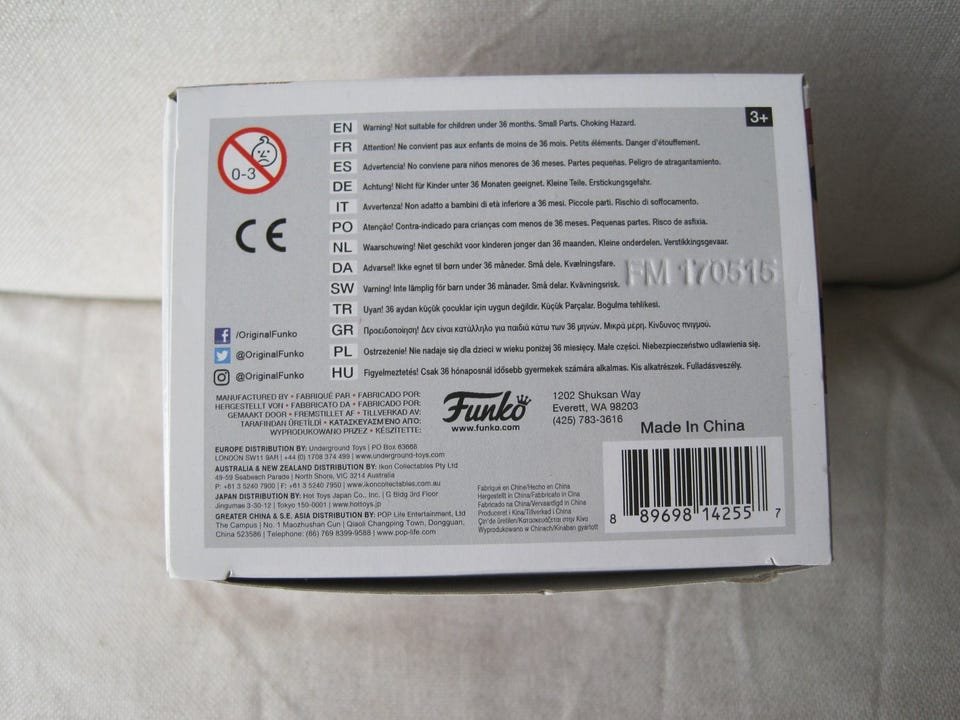 3+
0-3
CE
EN Warning! Not suitable for children under 36 months. Small Parts. Choking Hazard.
FR Attention! Ne convient pas aux enfants de moins de 36 mois. Petits éléments. Danger d'étouffement.
ES Advertencia! No conviene para niños menores de 36 meses. Partes pequeñas. Peligro de atragantamiento.
DE Achtung! Nicht für Kinder unter 36 Monaten geeignet. Kleine Teile. Erstickungsgefahr.
IT Avvertenza! Non adatto a bambini di età inferiore a 36 mesi. Piccole parti. Rischio di soffocamento.
PO Atenção! Contra-indicado para crianças com menos de 36 meses. Pequenas partes. Risco de asfixia.
NL Waarschuwing! Niet geschikt voor kinderen jonger dan 36 maanden. Kleine onderdelen. Verstikkingsgevaar.
DA Advarsel! Ikke egnet til børn under 36 måneder. Små dele. Kvælningsfare.
SW Varning! Inte lämplig för barn under 36 månader. Små delar. Kvävningsrisk.
FM 170515
TR Uyarı! 36 aydan küçük çocuklar için uygun değildir. Küçük Parçalar. Boğulma tehlikesi.
GR Προειδοποίηση! Δεν είναι κατάλληλο για παιδιά κάτω των 36 μηνών. Μικρά μέρη. Κίνδυνος πνιγμού.
PL Ostrzeżenie! Nie nadaje się dla dzieci w wieku poniżej 36 miesięcy. Małe części. Niebezpieczeństwo udławienia się.
HU Figyelmeztetés! Csak 36 hónaposnál idősebb gyermekek számára alkalmas. Kis alkatrészek. Fulladásveszély.
/OriginalFunko
@OriginalFunko
@OriginalFunko
MANUFACTURED BY • FABRIQUÉ PAR • FABRICADO POR:
HERGESTELLT VON • FABBRICATO DA • FABRICADO POR:
GEMAAKT DOOR • FREMSTILLET AF • TILLVERKAD AV:
TARAFINDAN ÜRETİLDİ • ΚΑΤΑΣΚΕΥΑΣΜΕΝΟ ΑΠΟ:
WYPRODUKOWANO PRZEZ • KÉSZÍTETTE:
Funko
www.funko.com
1202 Shuksan Way
Everett, WA 98203
(425) 783-3616
Made In China
EUROPE DISTRIBUTION BY: Underground Toys | PO Box 63668
LONDON SW11 9AR | +44 (0) 1708 374 499 | www.underground-toys.com
AUSTRALIA & NEW ZEALAND DISTRIBUTION BY: Ikon Collectables Pty Ltd
49-59 Seabeach Parade | North Shore, VIC 3214 Australia
P: +61 3 5240 7900 | F: +61 3 5240 7950 | www.ikoncollectables.com.au
JAPAN DISTRIBUTION BY: Hot Toys Japan Co., Inc. | G Bldg 3rd Floor
Jingumae 3-30-12 | Tokyo 150-0001 | www.hottoys.jp
GREATER CHINA & S.E. ASIA DISTRIBUTION BY: POP Life Entertainment, Ltd
The Campus | No. 1 Maozhushan Cun | Qiaoli Changping Town, Dongguan,
China 523586 | Telephone: (86) 769 8399-9588 | www.pop-life.com
Fabriqué en Chine/Hecho en China
Hergestellt in China/Fabbricato in Cina
Fabricado na China/Vervaardigd in China
Produceret i Kina/Tillverkad i China
Çin'de üretilen/Κατασκευάζεται στην Κίνα
Wyprodukowano w Chinach/Kínában gyártott
8 89698 14255 7